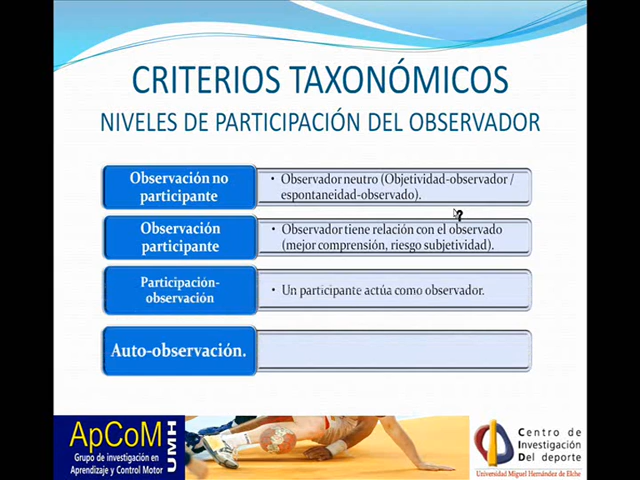 CRITERIOS TAXONÓMICOS
NIVELES DE PARTICIPACIÓN DEL OBSERVADOR
Observación no
participante
• Observador neutro (Objetividad-observador /
espontaneidad-observado).
Observación
participante
• Observador tiene relación con el observado
(mejor comprensión, riesgo subjetividad).
Participación-
observación
• Un participante actúa como observador.
Auto-observación.
ApCoM
UMH
Grupo de investigación en
Aprendizaje y Control Motor
Centro de
Investigación
Del deporte
Universidad Miguel Hernández de Elche